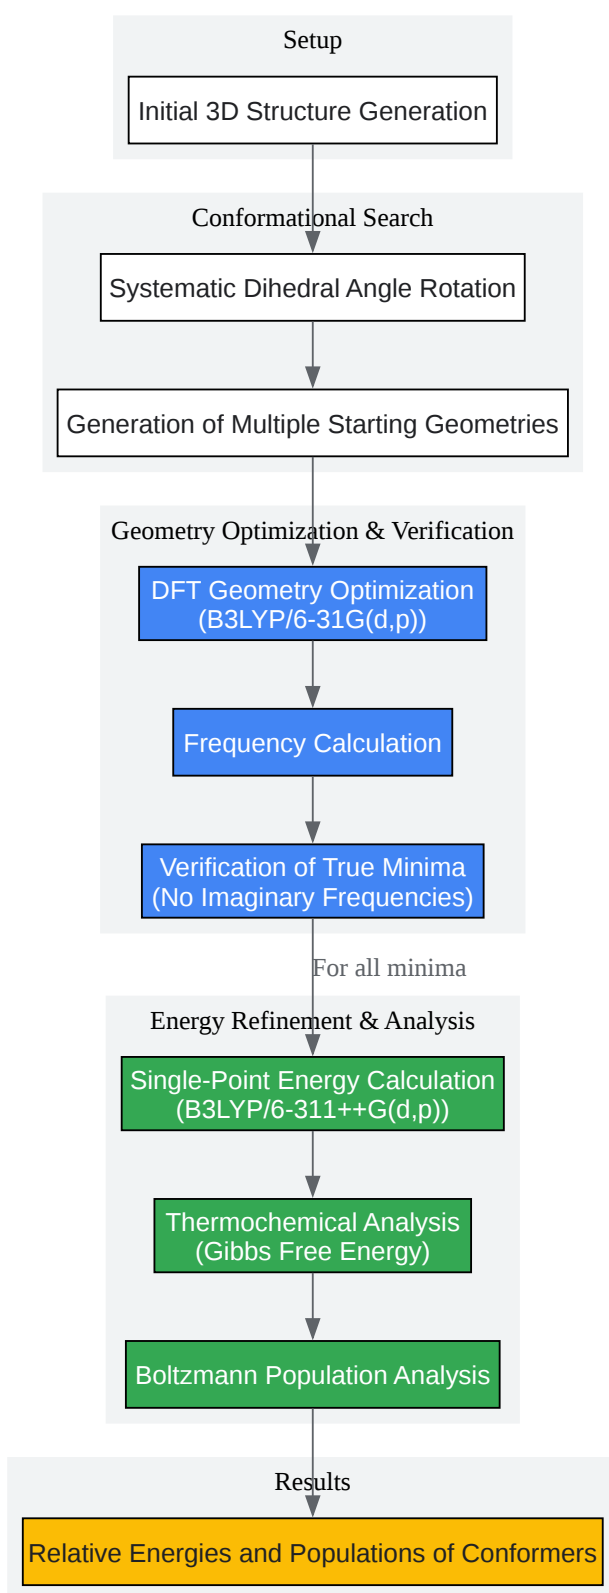 Setup
Initial 3D Structure Generation
Conformational Search
Systematic Dihedral Angle Rotation
Generation of Multiple Starting Geometries
Geometry Optimization & Verification
DFT Geometry Optimization
(B3LYP/6-31G(d,p))
Frequency Calculation
Verification of True Minima
(No Imaginary Frequencies)
For all minima
Energy Refinement & Analysis
Single-Point Energy Calculation
(B3LYP/6-311++G(d,p))
Thermochemical Analysis
(Gibbs Free Energy)
Boltzmann Population Analysis
Results
Relative Energies and Populations of Conformers